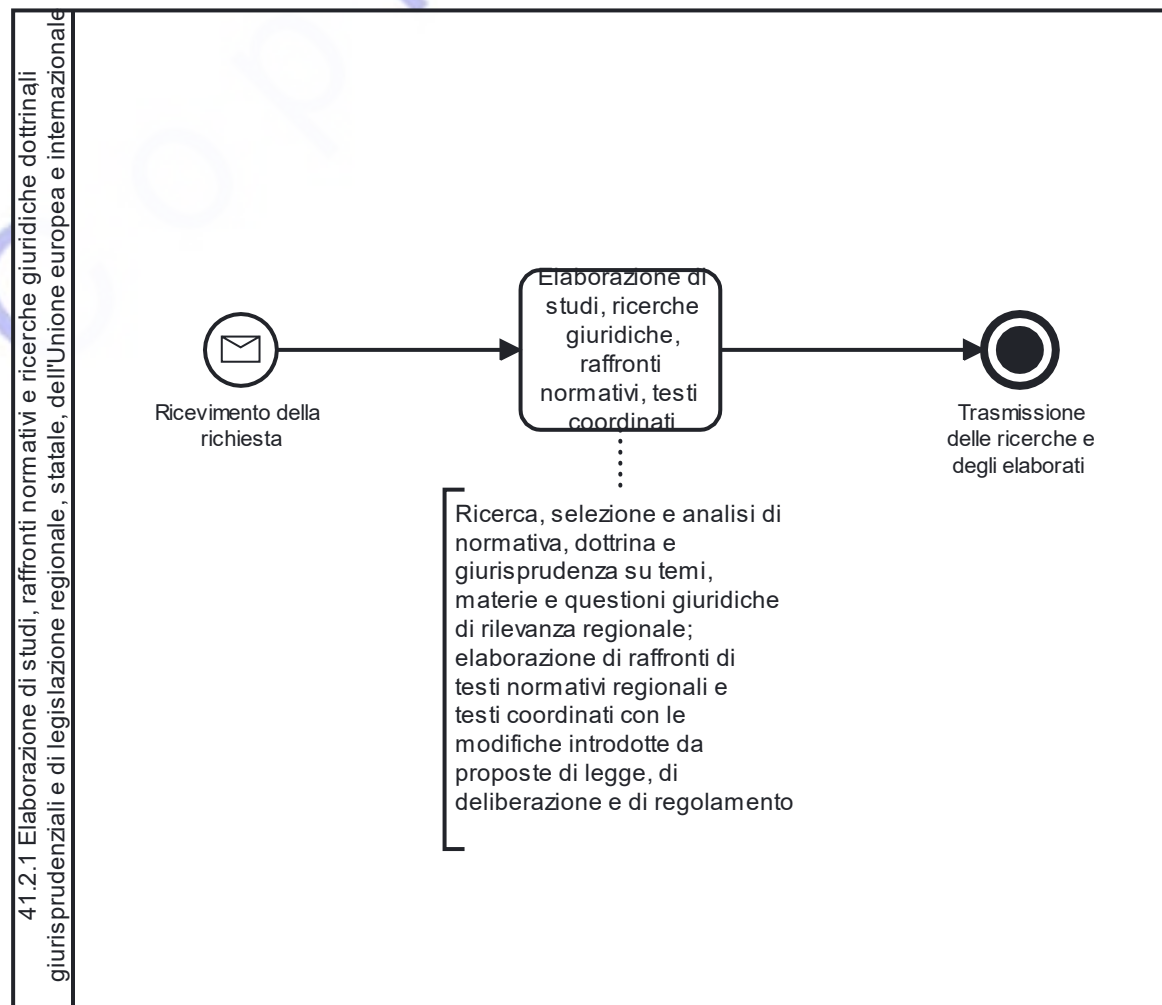 41.2.1 Elaborazione di studi, raffronti normativi e ricerche giuridiche dottrinali,
giurisprudenziali e di legislazione regionale, statale, dell'Unione europea e internazionale
Elaborazione di
studi, ricerche
giuridiche,
raffronti
normativi, testi
coordinati
Ricevimento della
richiesta
Trasmissione
delle ricerche e
degli elaborati
Ricerca, selezione e analisi di
normativa, dottrina e
giurisprudenza su temi,
materie e questioni giuridiche
di rilevanza regionale;
elaborazione di raffronti di
testi normativi regionali e
testi coordinati con le
modifiche introdotte da
proposte di legge, di
deliberazione e di regolamento